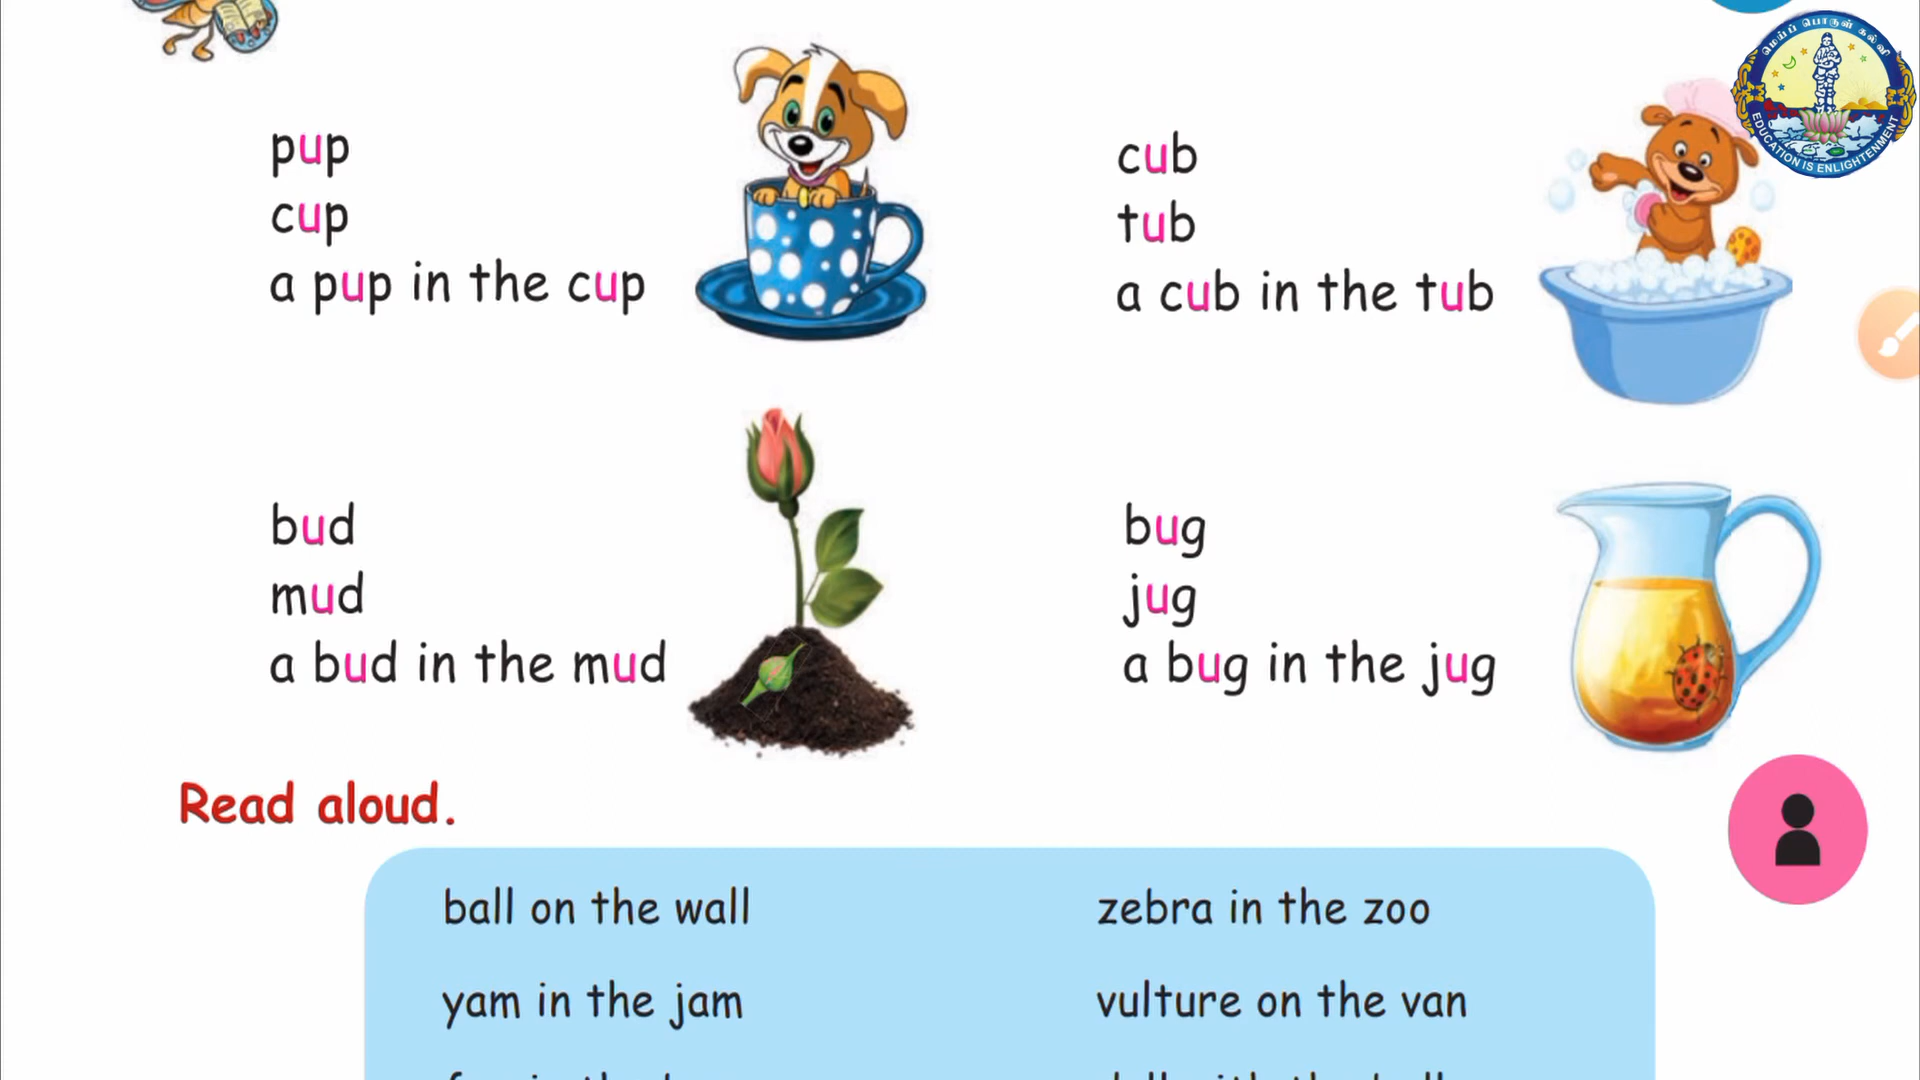 pup
cup
a pup in the cup
cub
tub
a cub in the tub
bud
mud
a bud in the mud
bug
jug
a bug in the jug
Read aloud.
ball on the wall
zebra in the zoo
yam in the jam
vulture on the van
மெய்ப் பொருள் கல்வி
EDUCATION IS ENLIGHTENMENT